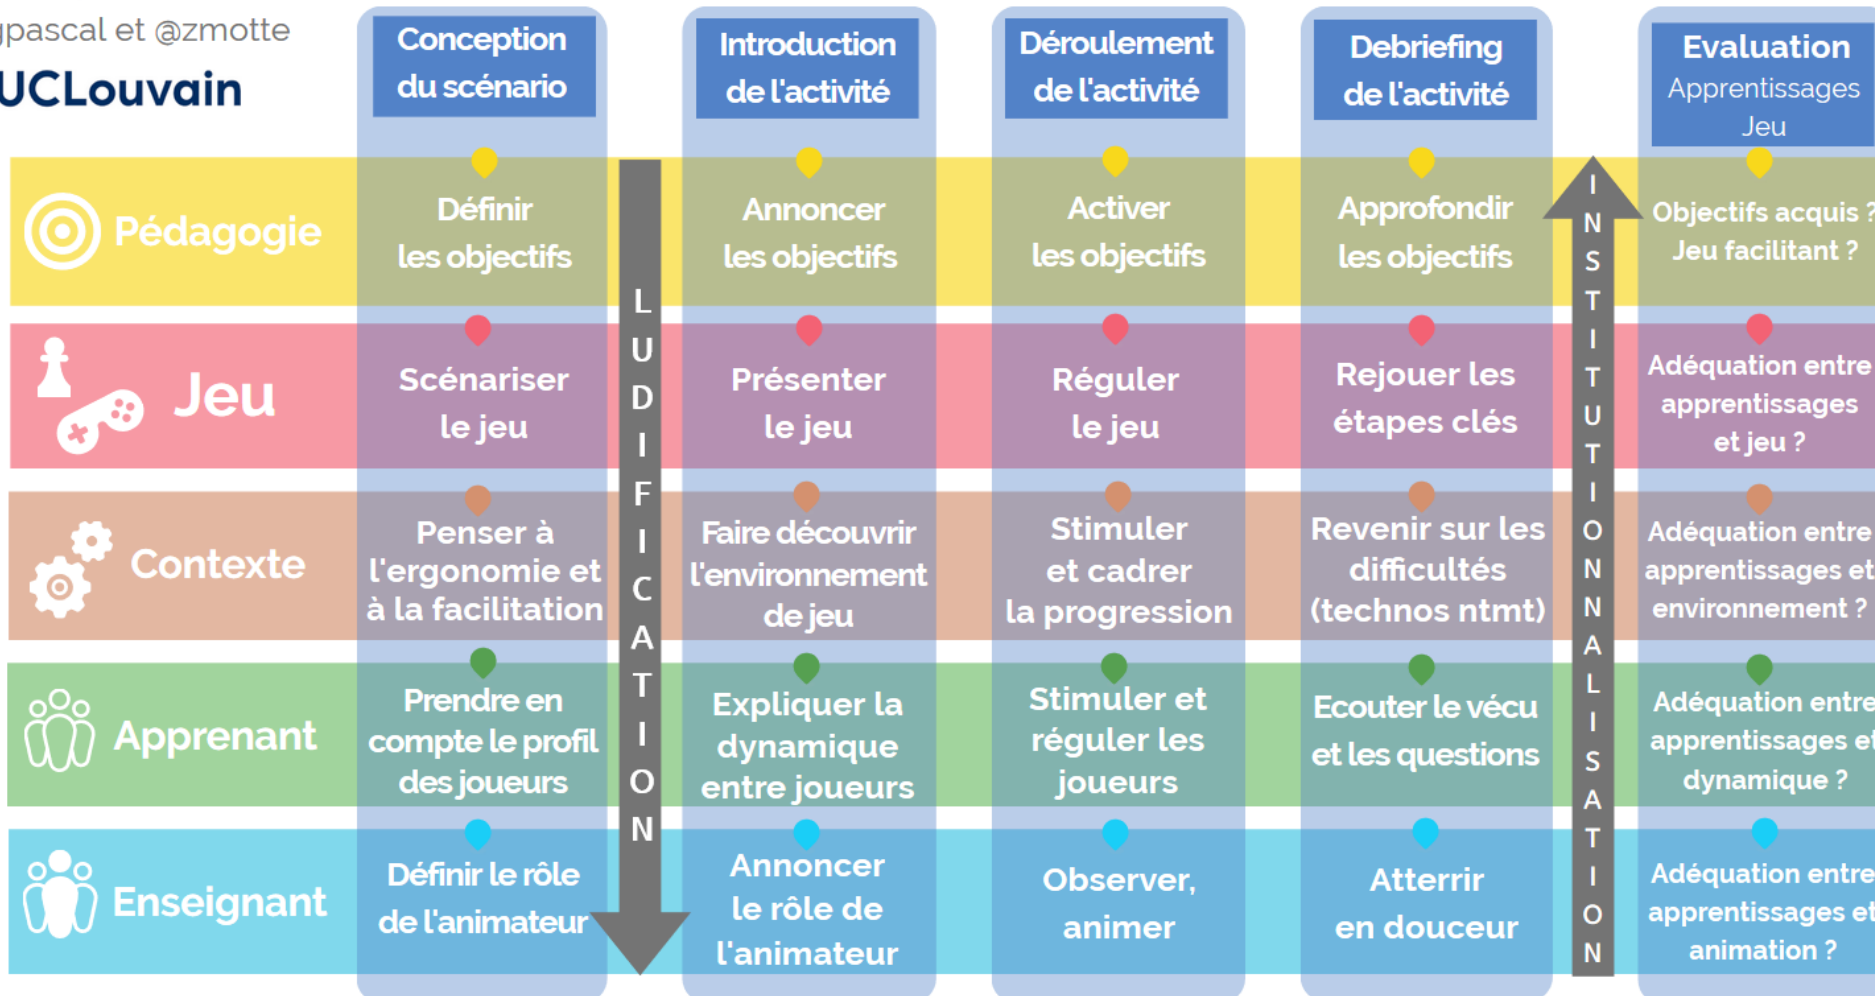 gpascal et @zmotte
UCLouvain
Conception
du scénario
Introduction
de l'activité
Déroulement
de l'activité
Debriefing
de l'activité
Evaluation
Apprentissages
Jeu
Pédagogie
Définir
les objectifs
Annoncer
les objectifs
Activer
les objectifs
Approfondir
les objectifs
Objectifs acquis ?
Jeu facilitant ?
Jeu
Scénariser
le jeu
Présenter
le jeu
Réguler
le jeu
Rejouer les
étapes clés
Adéquation entre
apprentissages
et jeu ?
Contexte
Penser à
l'ergonomie et
à la facilitation
Faire découvrir
l'environnement
de jeu
Stimuler
et cadrer
la progression
Revenir sur les
difficultés
(technos ntmt)
Adéquation entre
apprentissages et
environnement ?
Apprenant
Prendre en
compte le profil
des joueurs
Expliquer la
dynamique
entre joueurs
Stimuler et
réguler les
joueurs
Ecouter le vécu
et les questions
Adéquation entre
apprentissages et
dynamique ?
Enseignant
Définir le rôle
de l'animateur
Annoncer
le rôle de
l'animateur
Observer,
animer
Atterrir
en douceur
Adéquation entre
apprentissages et
animation ?
LUDIFICATION
INSTITUTIONNALISATION